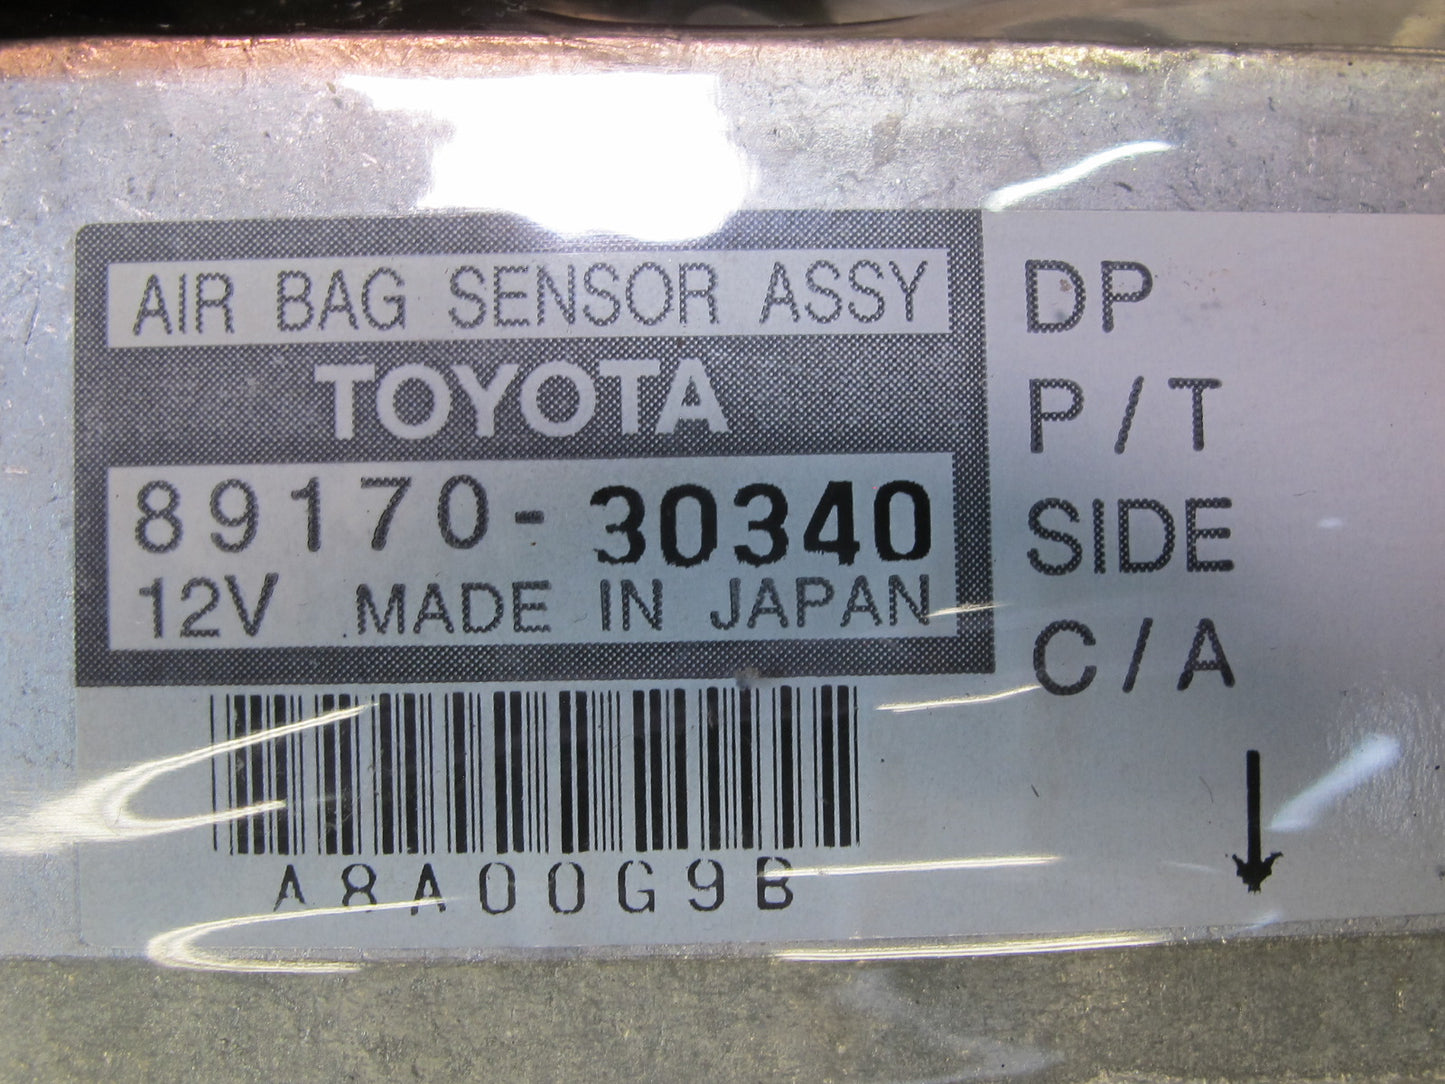 AIR BAG SENSOR ASSY
TOYOTA
89170-30340
12V MADE IN JAPAN
DP
P/T
SIDE
C/A
A8A00G9B